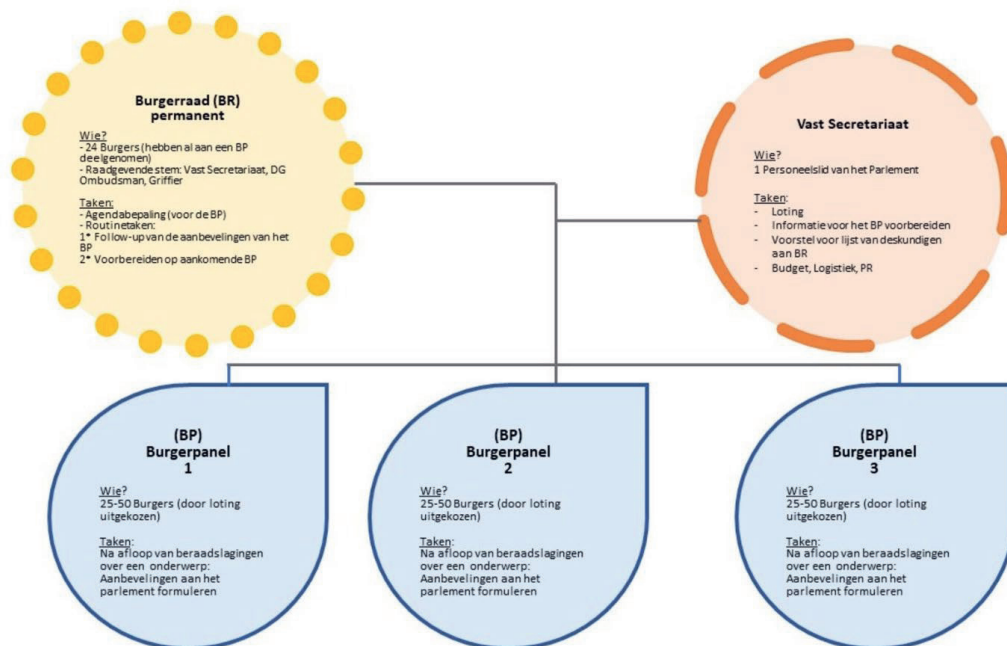 Burgerraad (BR)
permanent
Wie?
- 24 Burgers (hebben al aan een BP
deelgenomen)
- Raadgevende stem: Vast Secretariaat, DG
Ombudsman, Griffier
Taken:
- Agendabepaling (voor de BP)
- Routinetaken:
1* Follow-up van de aanbevelingen van het
BP
2* Voorbereiden op aankomende BP
Vast Secretariaat
Wie?
1 Personeelslid van het Parlement
Taken:
- Loting
- Informatie voor het BP voorbereiden
- Voorstel voor lijst van deskundigen
aan BR
- Budget, Logistiek, PR
(BP)
Burgerpanel
1
Wie?
25-50 Burgers (door loting
uitgekozen)
Taken:
Na afloop van beraadslagingen
over een onderwerp:
Aanbevelingen aan het
parlement formuleren
(BP)
Burgerpanel
2
Wie?
25-50 Burgers (door loting
uitgekozen)
Taken:
Na afloop van beraadslagingen
over een onderwerp:
Aanbevelingen aan het
parlement formuleren
(BP)
Burgerpanel
3
Wie?
25-50 Burgers (door loting
uitgekozen)
Taken:
Na afloop van beraadslagingen
over een onderwerp:
Aanbevelingen aan het
parlement formuleren